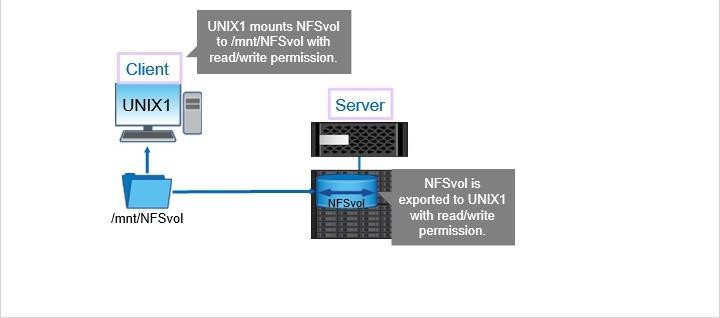 UNIX1 mounts NFSvol
to /mnt/NFSvol with
read/write permission.
Client
UNIX1
Server
/mnt/NFSvol
NFSvol
NFSvol is
exported to UNIX1
with read/write
permission.